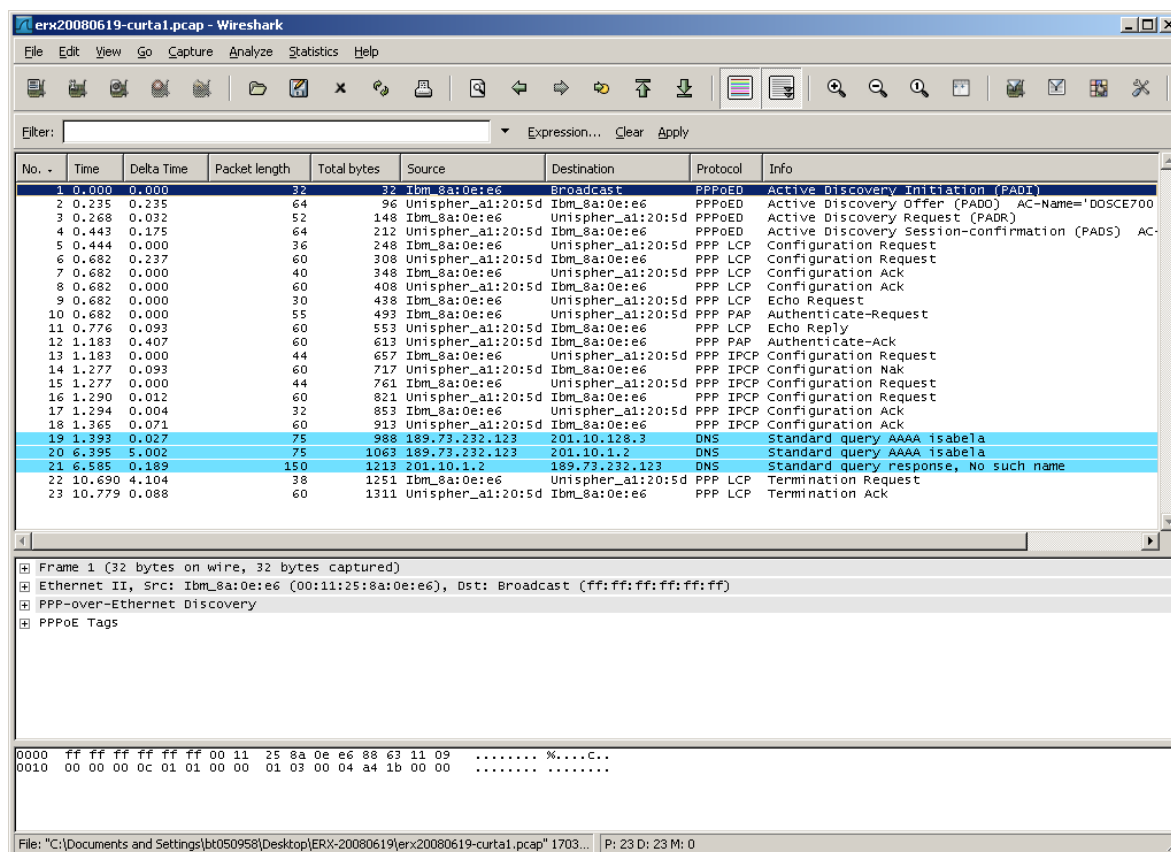 erx20080619-curta1.pcap - Wireshark
File Edit View Go Capture Analyze Statistics Help
Filter: Expression... Clear Apply
No. - Time Delta Time Packet length Total bytes Source Destination Protocol Info
1 0.000 0.000 32 32 Ibm_8a:0e:e6 Broadcast PPPoED Active Discovery Initiation (PADI)
2 0.235 0.235 64 96 Unispher_a1:20:5d Ibm_8a:0e:e6 PPPoED Active Discovery Offer (PADO) AC-Name='DOSCE700
3 0.268 0.032 52 148 Ibm_8a:0e:e6 Unispher_a1:20:5d PPPoED Active Discovery Request (PADR)
4 0.443 0.175 64 212 Unispher_a1:20:5d Ibm_8a:0e:e6 PPPoED Active Discovery Session-confirmation (PADS) AC-
5 0.444 0.000 36 248 Ibm_8a:0e:e6 Unispher_a1:20:5d PPP LCP Configuration Request
6 0.682 0.237 60 308 Unispher_a1:20:5d Ibm_8a:0e:e6 PPP LCP Configuration Request
7 0.682 0.000 40 348 Ibm_8a:0e:e6 Unispher_a1:20:5d PPP LCP Configuration Ack
8 0.682 0.000 60 408 Unispher_a1:20:5d Ibm_8a:0e:e6 PPP LCP Configuration Ack
9 0.682 0.000 30 438 Ibm_8a:0e:e6 Unispher_a1:20:5d PPP LCP Echo Request
10 0.682 0.000 55 493 Ibm_8a:0e:e6 Unispher_a1:20:5d PPP PAP Authenticate-Request
11 0.776 0.093 60 553 Unispher_a1:20:5d Ibm_8a:0e:e6 PPP LCP Echo Reply
12 1.183 0.407 60 613 Unispher_a1:20:5d Ibm_8a:0e:e6 PPP PAP Authenticate-Ack
13 1.183 0.000 44 657 Ibm_8a:0e:e6 Unispher_a1:20:5d PPP IPCP Configuration Request
14 1.277 0.093 60 717 Unispher_a1:20:5d Ibm_8a:0e:e6 PPP IPCP Configuration Nak
15 1.277 0.000 44 761 Ibm_8a:0e:e6 Unispher_a1:20:5d PPP IPCP Configuration Request
16 1.290 0.012 60 821 Unispher_a1:20:5d Ibm_8a:0e:e6 PPP IPCP Configuration Request
17 1.294 0.004 32 853 Ibm_8a:0e:e6 Unispher_a1:20:5d PPP IPCP Configuration Ack
18 1.365 0.071 60 913 Unispher_a1:20:5d Ibm_8a:0e:e6 PPP IPCP Configuration Ack
19 1.393 0.027 75 988 189.73.232.123 201.10.128.3 DNS Standard query AAAA isabela
20 6.395 5.002 75 1063 189.73.232.123 201.10.1.2 DNS Standard query AAAA isabela
21 6.585 0.189 150 1213 201.10.1.2 189.73.232.123 DNS Standard query response, No such name
22 10.690 4.104 38 1251 Ibm_8a:0e:e6 Unispher_a1:20:5d PPP LCP Termination Request
23 10.779 0.088 60 1311 Unispher_a1:20:5d Ibm_8a:0e:e6 PPP LCP Termination Ack
Frame 1 (32 bytes on wire, 32 bytes captured)
Ethernet II, Src: Ibm_8a:0e:e6 (00:11:25:8a:0e:e6), Dst: Broadcast (ff:ff:ff:ff:ff:ff)
PPP-over-Ethernet Discovery
PPPoE Tags
0000 ff ff ff ff ff ff 00 11 25 8a 0e e6 88 63 11 09 ........ %....c..
0010 00 00 00 0c 01 01 00 00 01 03 00 04 a4 1b 00 00 ........ ........
File: "C:\Documents and Settings\bt050958\Desktop\ERX-20080619\erx20080619-curta1.pcap" 1703... P: 23 D: 23 M: 0